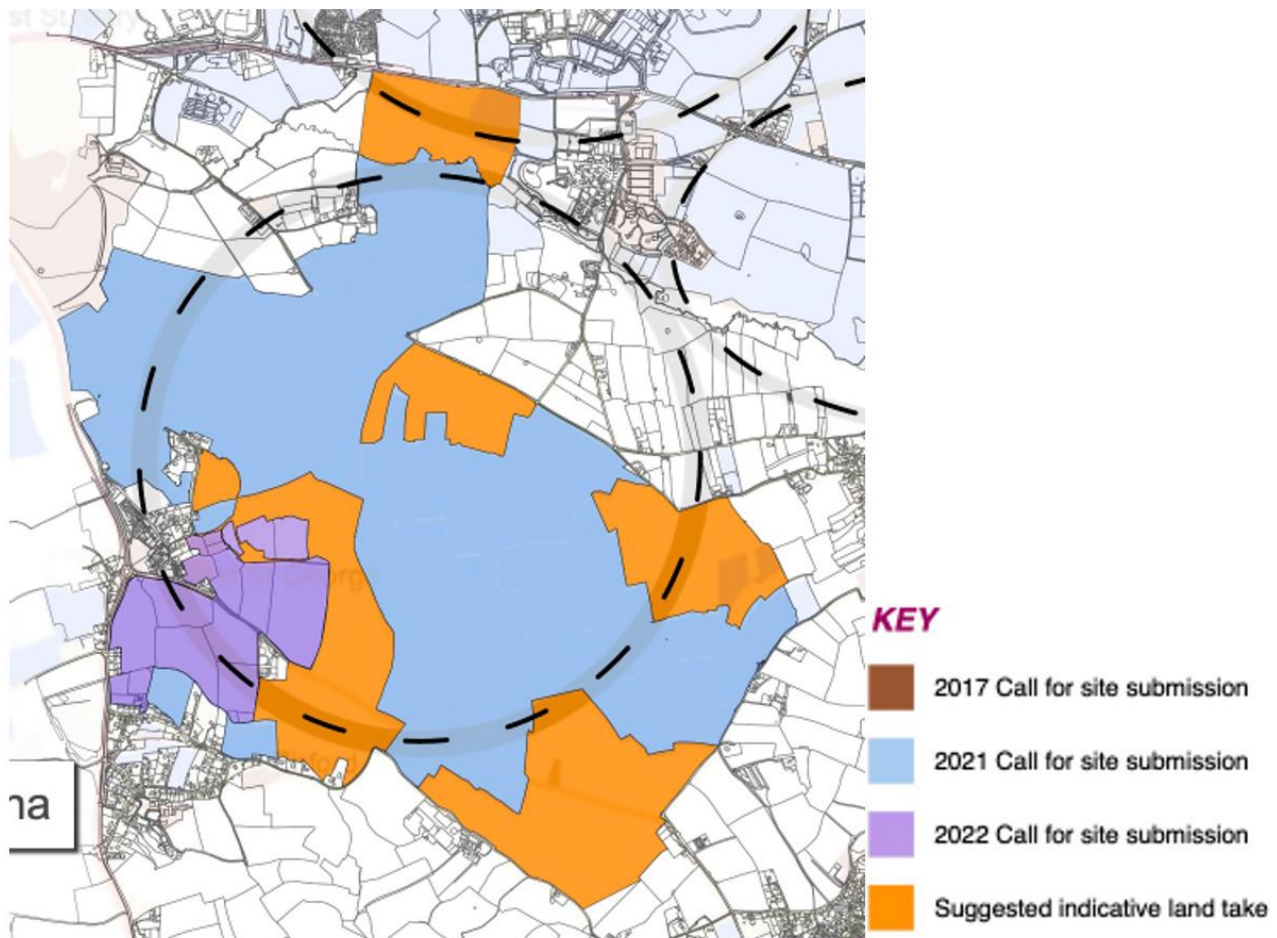 KEY
2017 Call for site submission
2021 Call for site submission
2022 Call for site submission
na
Suggested indicative land take